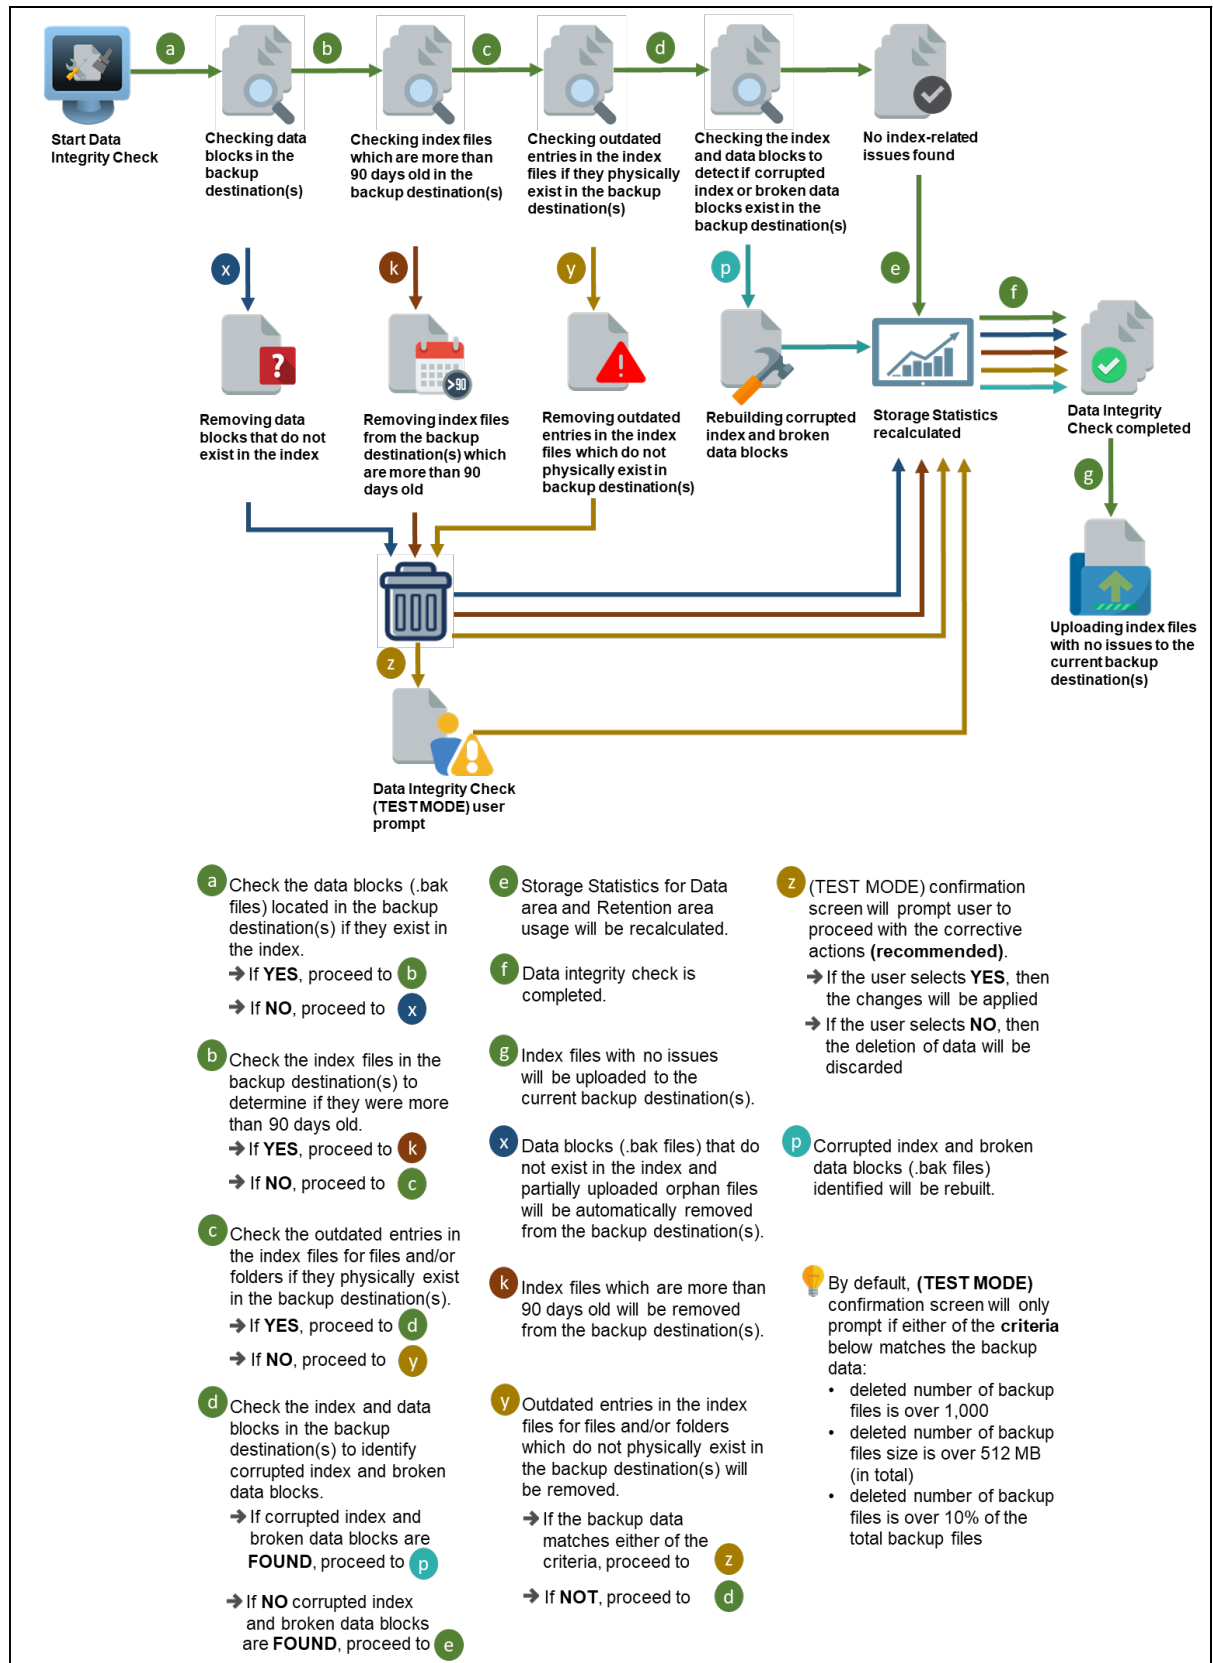 a
b
c
d
Start Data
Integrity Check
Checking data
blocks in the
backup
destination(s)
Checking index files
which are more than
90 days old in the
backup destination(s)
Checking outdated
entries in the index
files if they physically
exist in the backup
destination(s)
Checking the index
and data blocks to
detect if corrupted
index or broken data
blocks exist in the
backup destination(s)
No index-related
issues found
x
k
y
p
e
f
?
>90
!
Removing data
blocks that do not
exist in the index
Removing index files
from the backup
destination(s) which
are more than 90
days old
Removing outdated
entries in the index
files which do not
physically exist in
backup destination(s)
Rebuilding corrupted
index and broken
data blocks
Storage Statistics
recalculated
Data Integrity
Check completed
g
Uploading index files
with no issues to the
current backup
destination(s)
z
Data Integrity Check
(TEST MODE) user
prompt
a
Check the data blocks (.bak
files) located in the backup
destination(s) if they exist in
the index.
If YES, proceed to b
If NO, proceed to x
b
Check the index files in the
backup destination(s) to
determine if they were more
than 90 days old.
If YES, proceed to k
If NO, proceed to c
c
Check the outdated entries in
the index files for files and/or
folders if they physically exist
in the backup destination(s).
If YES, proceed to d
If NO, proceed to y
d
Check the index and data
blocks in the backup
destination(s) to identify
corrupted index and broken
data blocks.
If corrupted index and
broken data blocks are
FOUND, proceed to p
If NO corrupted index
and broken data blocks
are FOUND, proceed to e
e
Storage Statistics for Data
area and Retention area
usage will be recalculated.
f
Data integrity check is
completed.
g
Index files with no issues
will be uploaded to the
current backup destination(s).
x
Data blocks (.bak files) that do
not exist in the index and
partially uploaded orphan files
will be automatically removed
from the backup destination(s).
k
Index files which are more than
90 days old will be removed
from the backup destination(s).
y
Outdated entries in the index
files for files and/or folders
which do not physically exist in
the backup destination(s) will
be removed.
If the backup data
matches either of the
criteria, proceed to z
If NOT, proceed to d
z
(TEST MODE) confirmation
screen will prompt user to
proceed with the corrective
actions (recommended).
If the user selects YES, then
the changes will be applied
If the user selects NO, then
the deletion of data will be
discarded
p
Corrupted index and broken
data blocks (.bak files)
identified will be rebuilt.
By default, (TEST MODE)
confirmation screen will only
prompt if either of the criteria
below matches the backup
data:
• deleted number of backup
files is over 1,000
• deleted number of backup
files size is over 512 MB
(in total)
• deleted number of backup
files is over 10% of the
total backup files